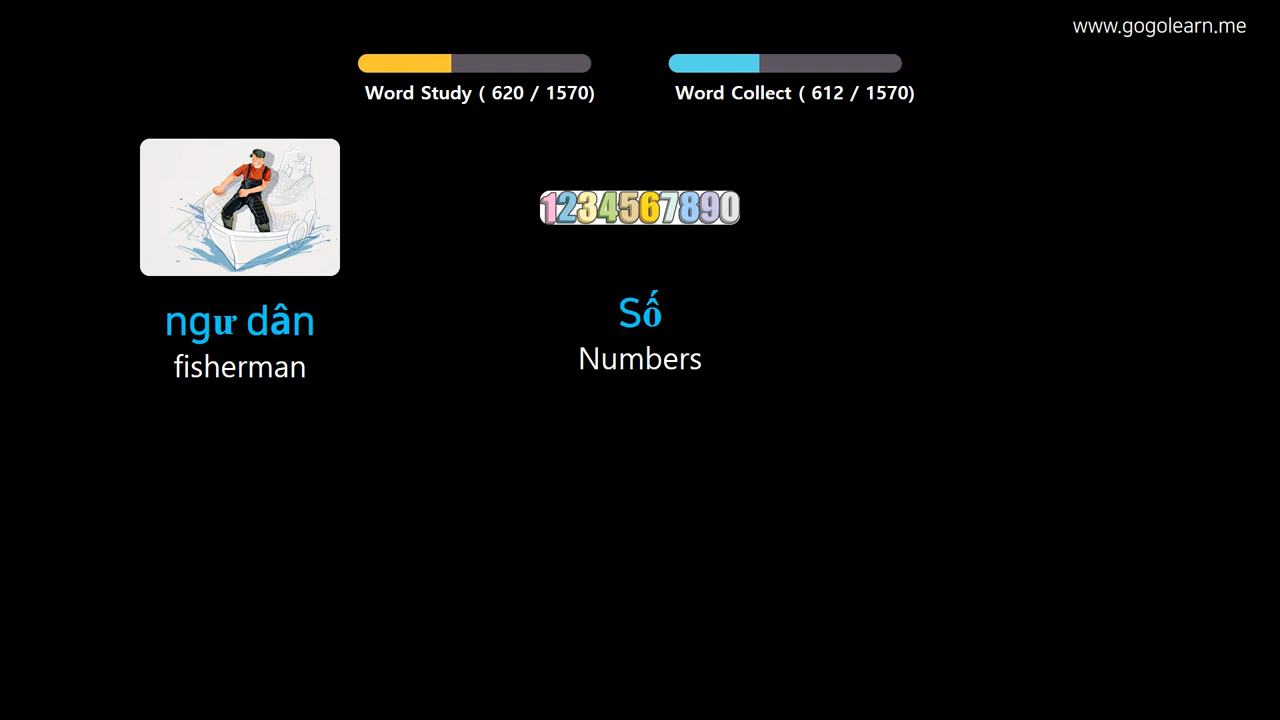 www.gogolearn.me
Word Study ( 620 / 1570)
Word Collect ( 612 / 1570)
1234567890
ngư dân
fisherman
Số
Numbers